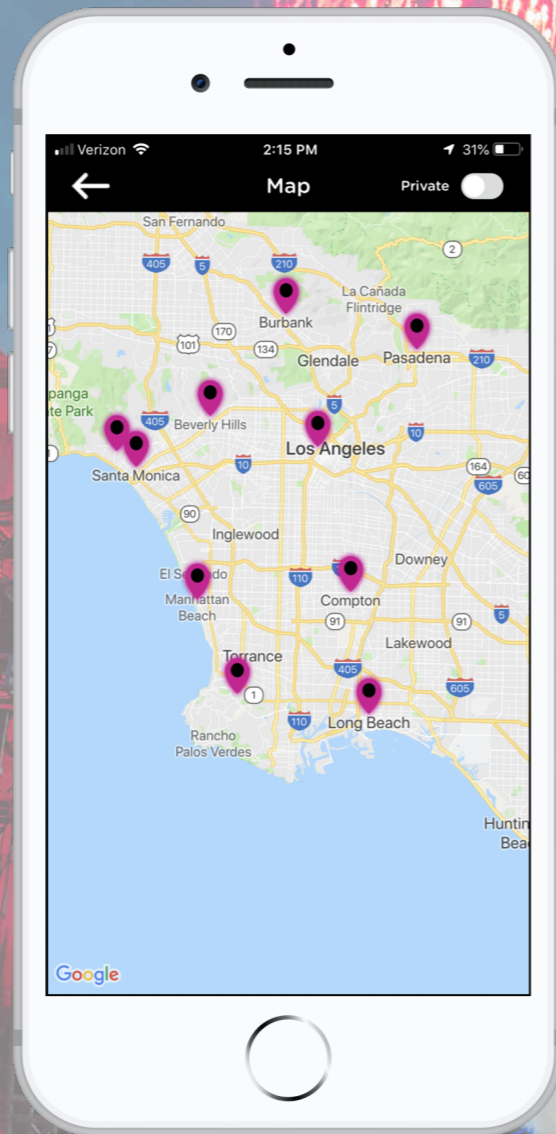 Verizon 2:15 PM 31%
Map Private
San Fernando
405 5 210 2
La Cañada
Flintridge
Burbank
170
101 134
Glendale Pasadena 210
5
405 Beverly Hills 10
Los Angeles
Santa Monica 10 164
605
90
Inglewood
Downey
110
Manhattan
Beach
Compton
91 91 5
Lakewood
Torrance
405
605
1
110 Long Beach
Rancho
Palos Verdes
Huntin
Bea
Google